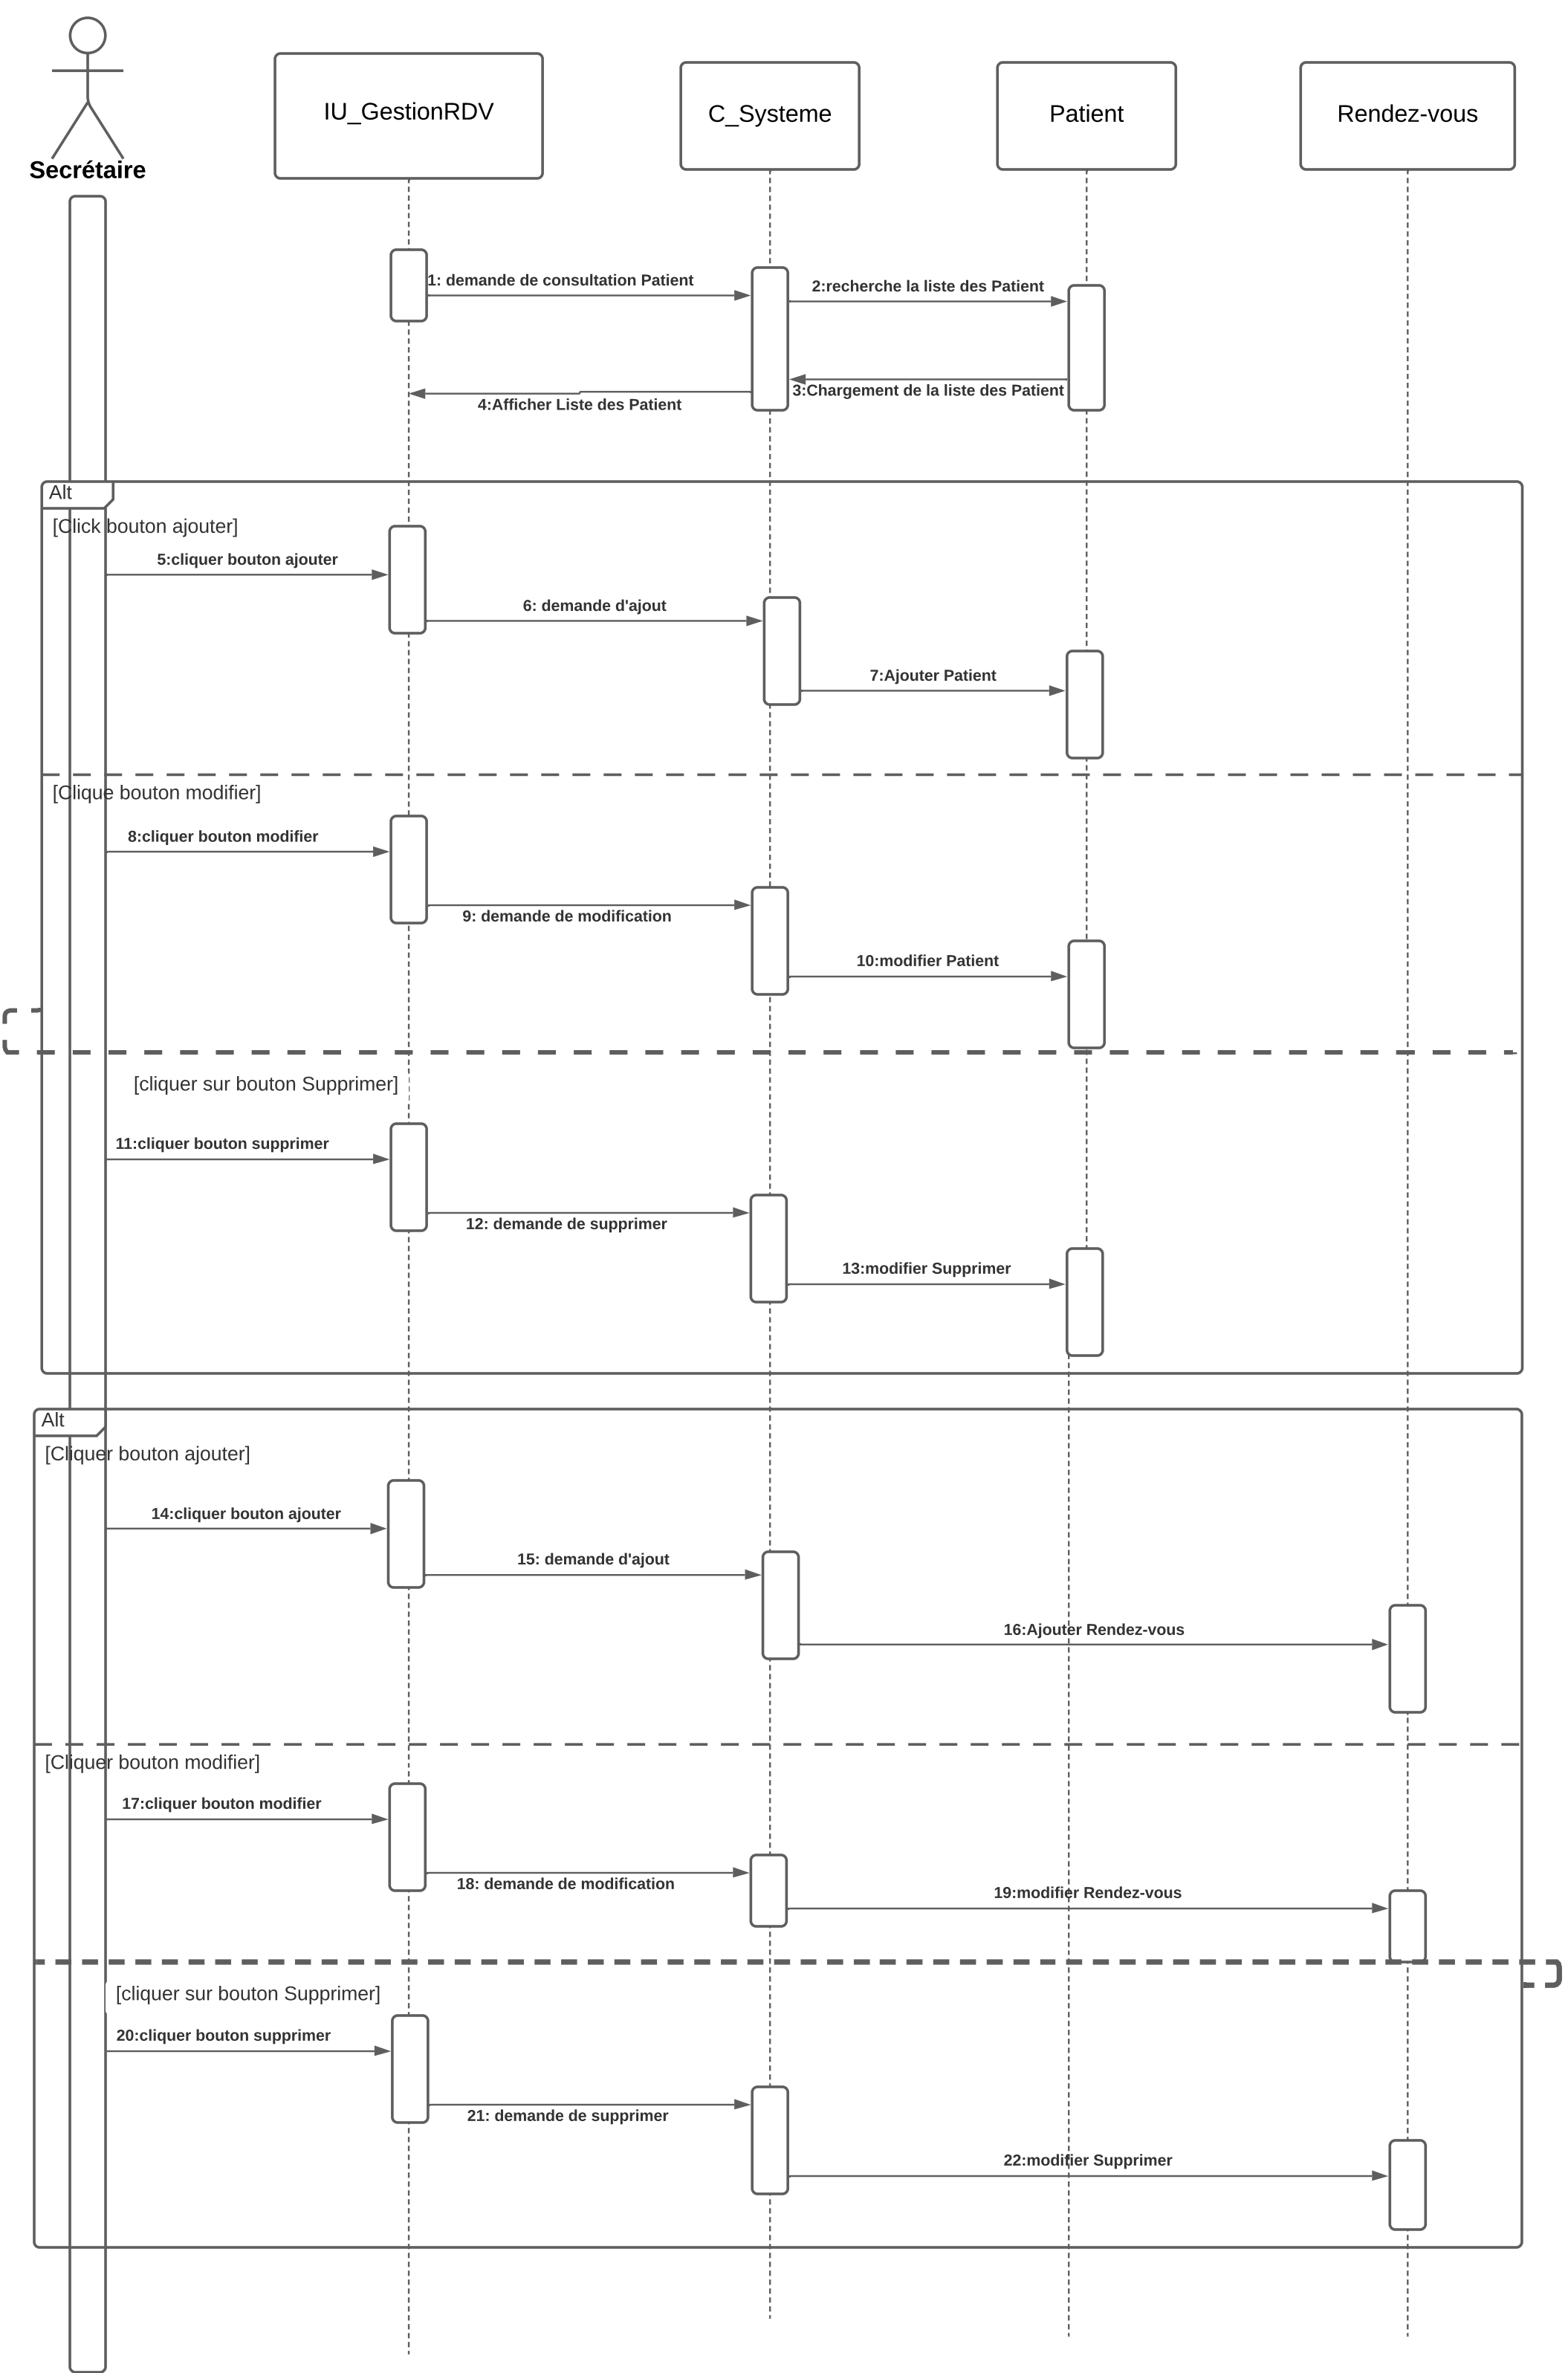 Secrétaire
IU_GestionRDV
C_Systeme
Patient
Rendez-vous
1: demande de consultation Patient
2:recherche la liste des Patient
3:Chargement de la liste des Patient
4:Afficher Liste des Patient
Alt
[Click bouton ajouter]
5:cliquer bouton ajouter
6: demande d'ajout
7:Ajouter Patient
[Clique bouton modifier]
8:cliquer bouton modifier
9: demande de modification
10:modifier Patient
[cliquer sur bouton Supprimer]
11:cliquer bouton supprimer
12: demande de supprimer
13:modifier Supprimer
Alt
[Cliquer bouton ajouter]
14:cliquer bouton ajouter
15: demande d'ajout
16:Ajouter Rendez-vous
[Cliquer bouton modifier]
17:cliquer bouton modifier
18: demande de modification
19:modifier Rendez-vous
[cliquer sur bouton Supprimer]
20:cliquer bouton supprimer
21: demande de supprimer
22:modifier Supprimer